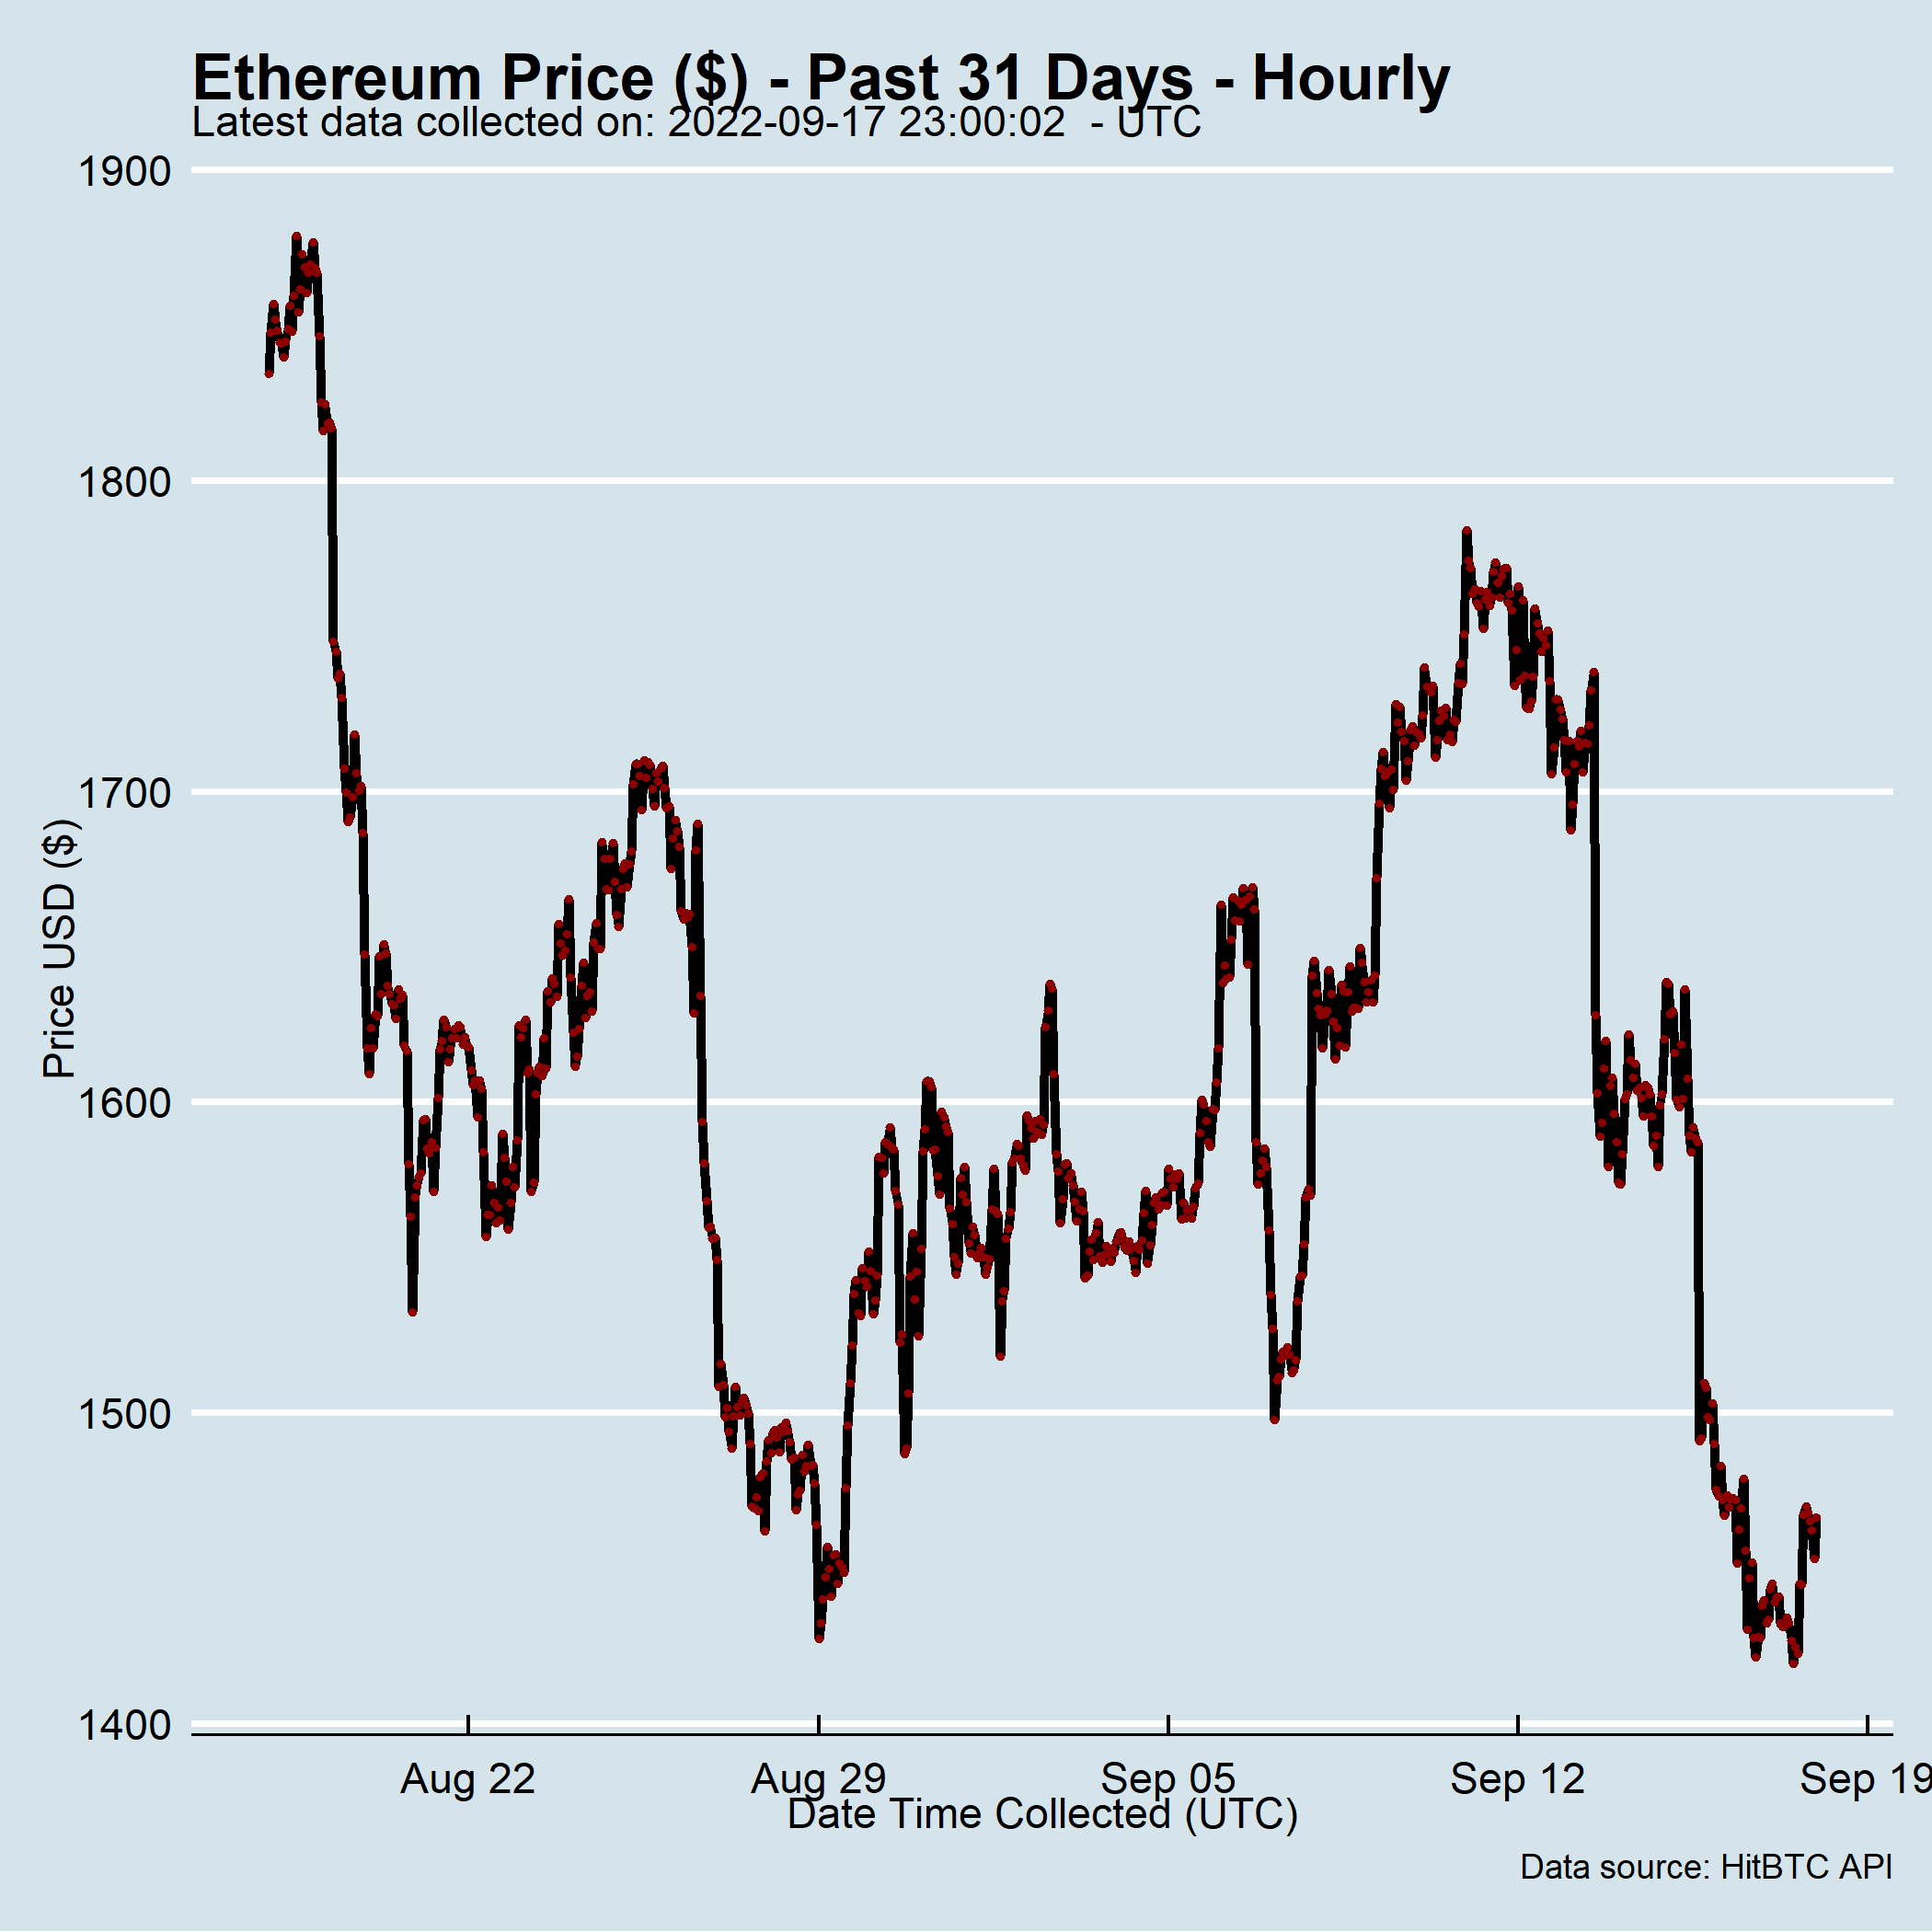 Ethereum Price ($) - Past 31 Days - Hourly
Latest data collected on: 2022-09-17 23:00:02  - UTC
1900
1800
1700
1600
1500
1400
Price USD ($)
Aug 22
Aug 29
Sep 05
Sep 12
Sep 19
Date Time Collected (UTC)
Data source: HitBTC API